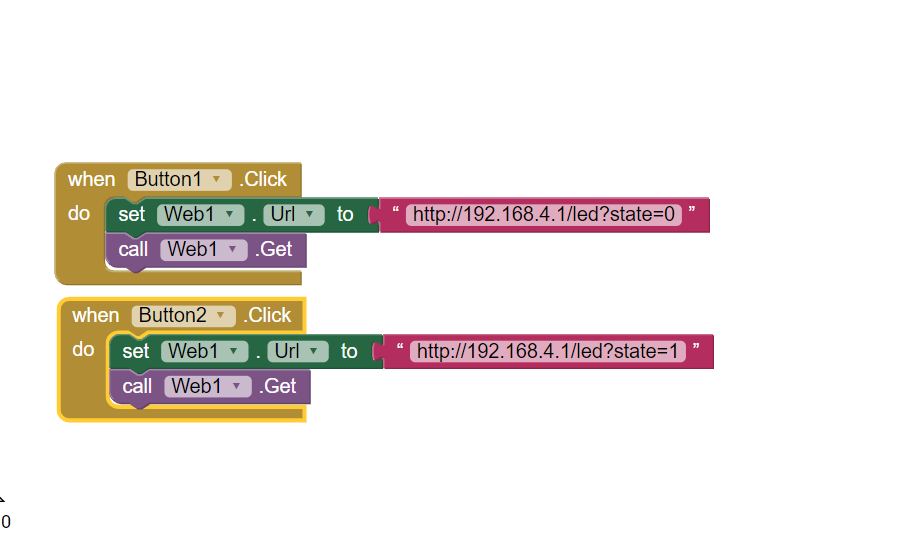 when Button1 .Click
do set Web1 . Url to “ http://192.168.4.1/led?state=0 ”
call Web1 .Get
when Button2 .Click
do set Web1 . Url to “ http://192.168.4.1/led?state=1 ”
call Web1 .Get
0